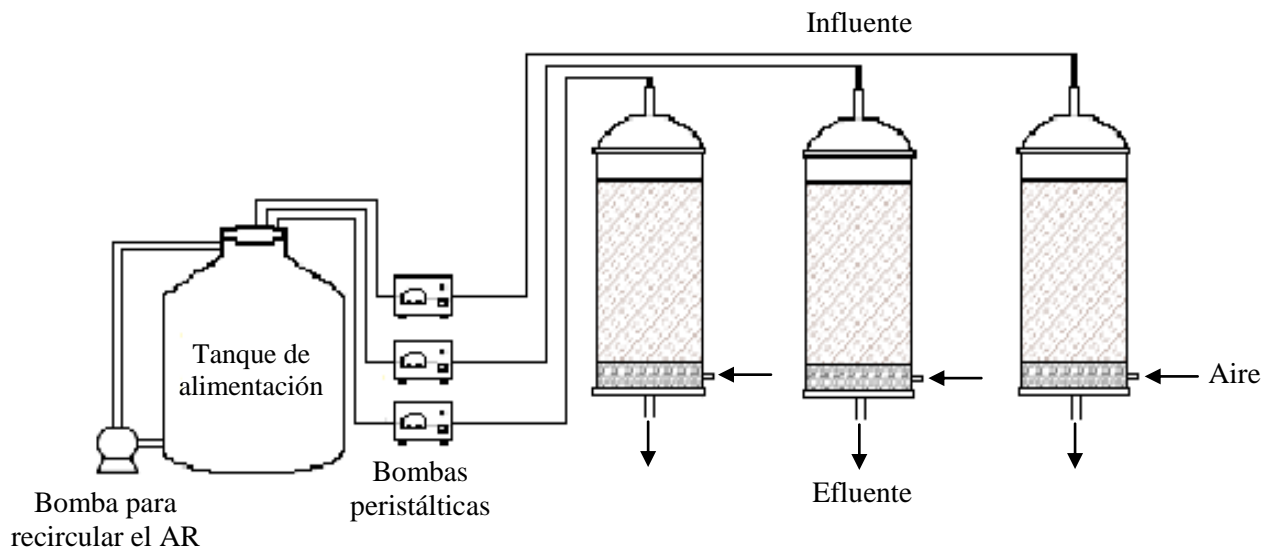 Influente
Tanque de
alimentación
Aire
Bombas
peristálticas
Efluente
Bomba para
recircular el AR